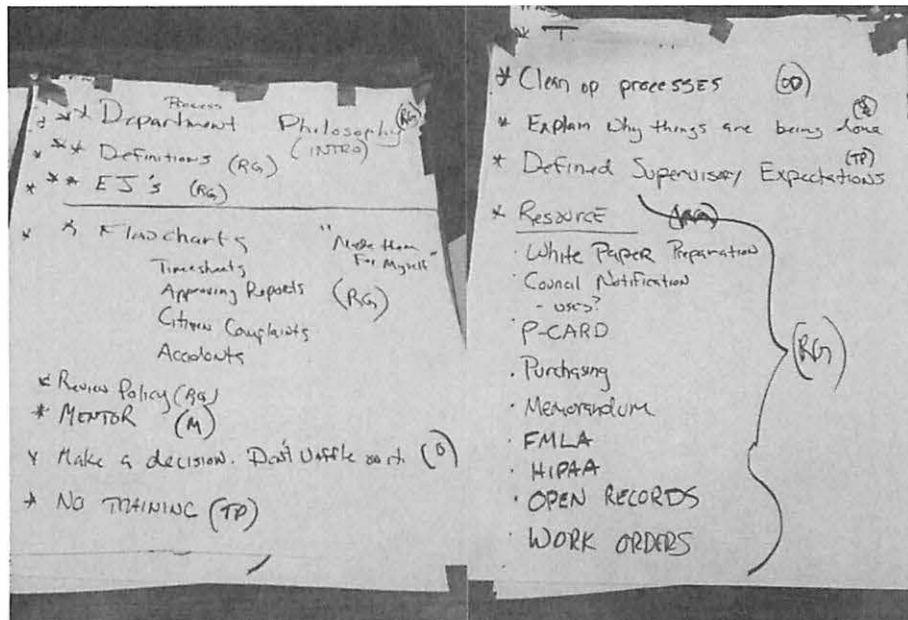 Process
* ** Department Philosophy (RG)
(INTRO)
* ** Definitions (RG)
* ** EJ's (RG)
* * Flowcharts "Made them
For Myself"
Timesheets
Approving Reports (RG)
Citizen Complaints
Accidents
* Review Policy (RG)
* MENTOR (M)
* Make a decision. Don't waffle on it. (O)
* NO TRAINING (TP)
* Clean up processes (OD)
* Explain why things are being done
* Defined Supervisory Expectations (TP)
* Resource (RG)
· White Paper Preparation
· Council Notification
- uses?
· P-CARD
· Purchasing
· Memorandum
· FMLA
· HIPAA
· OPEN RECORDS
· WORK ORDERS
(RG)